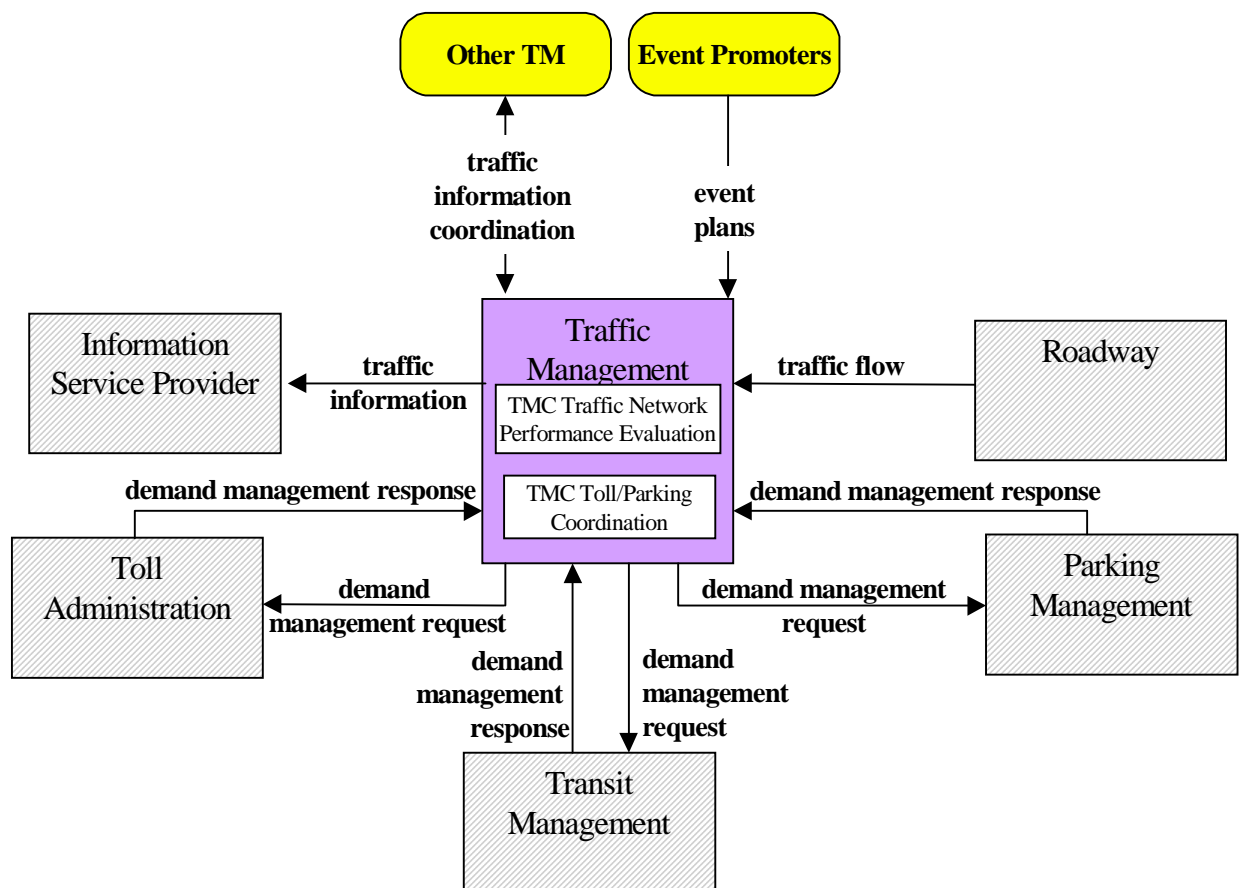 Other TM
Event Promoters
traffic
information
coordination
event
plans
Information
Service Provider
traffic
information
Traffic
Management
TMC Traffic Network
Performance Evaluation
TMC Toll/Parking
Coordination
traffic flow
Roadway
demand management response
demand management response
Toll
Administration
demand
management request
demand management
request
Parking
Management
demand
management
response
demand
management
request
Transit
Management